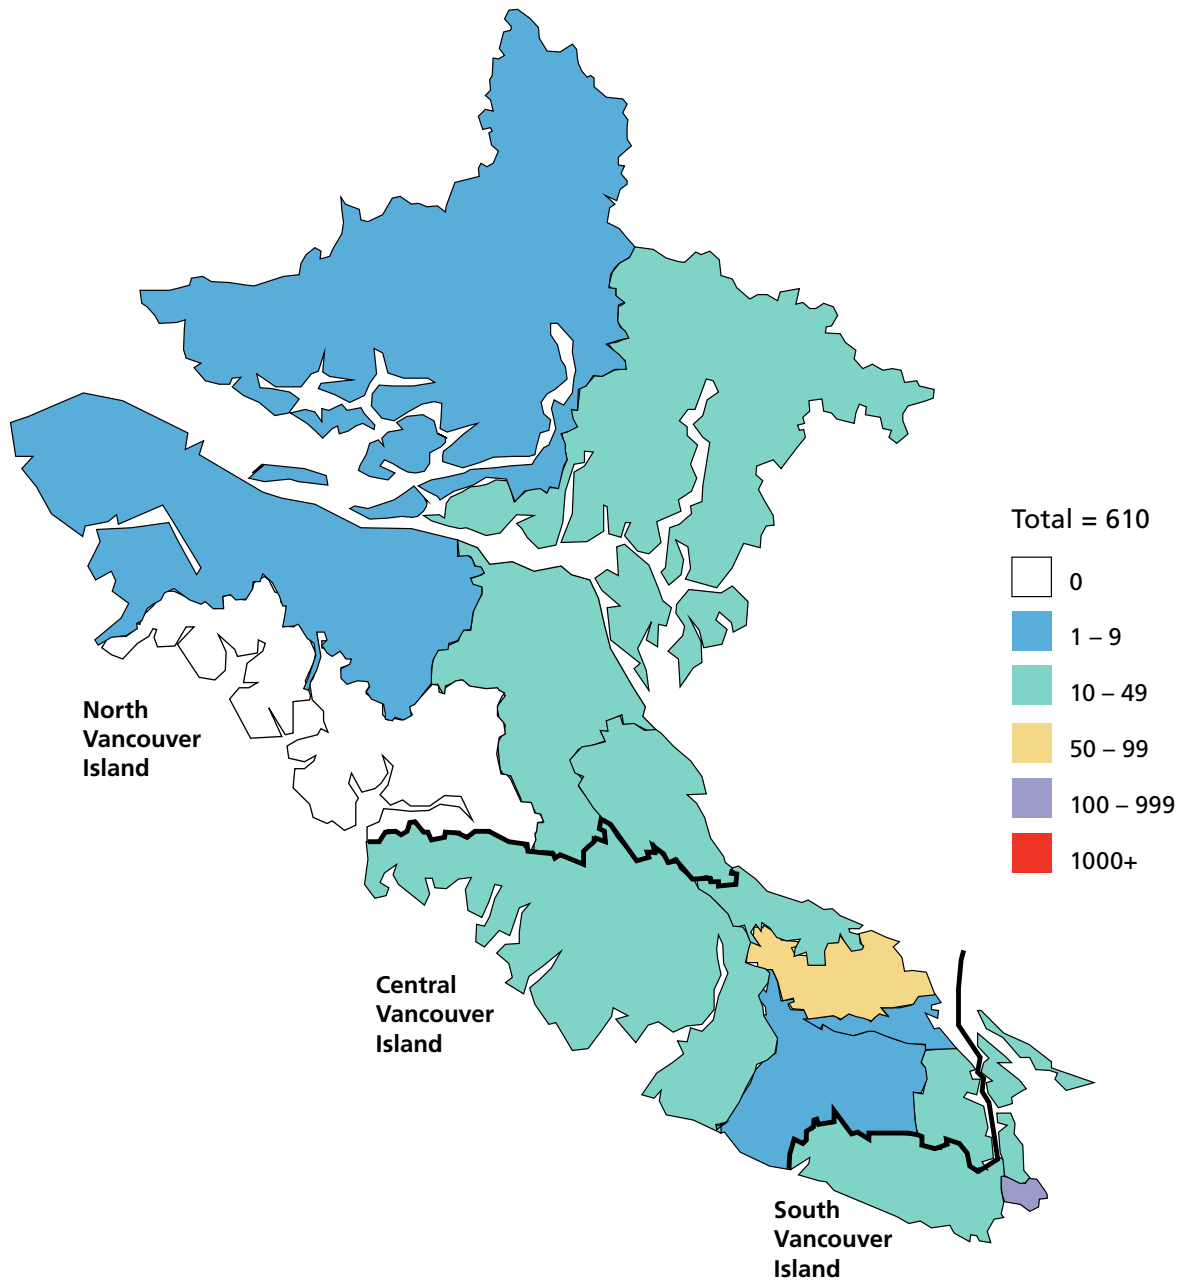 Total = 610
0
1 – 9
10 – 49
50 – 99
100 – 999
1000+
North
Vancouver
Island
Central
Vancouver
Island
South
Vancouver
Island